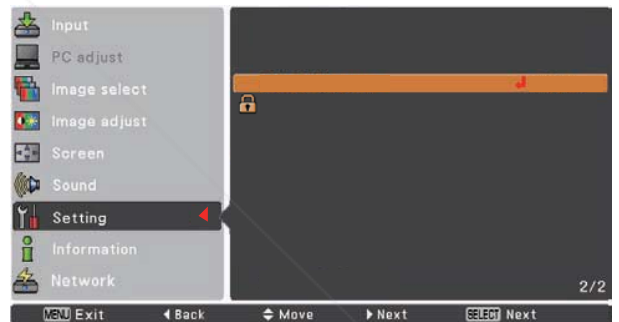 Input
PC adjust
Image select
Image adjust
Screen
Sound
Setting
Information
Network
2/2
MENU Exit
Back
Move
Next
SELECT Next